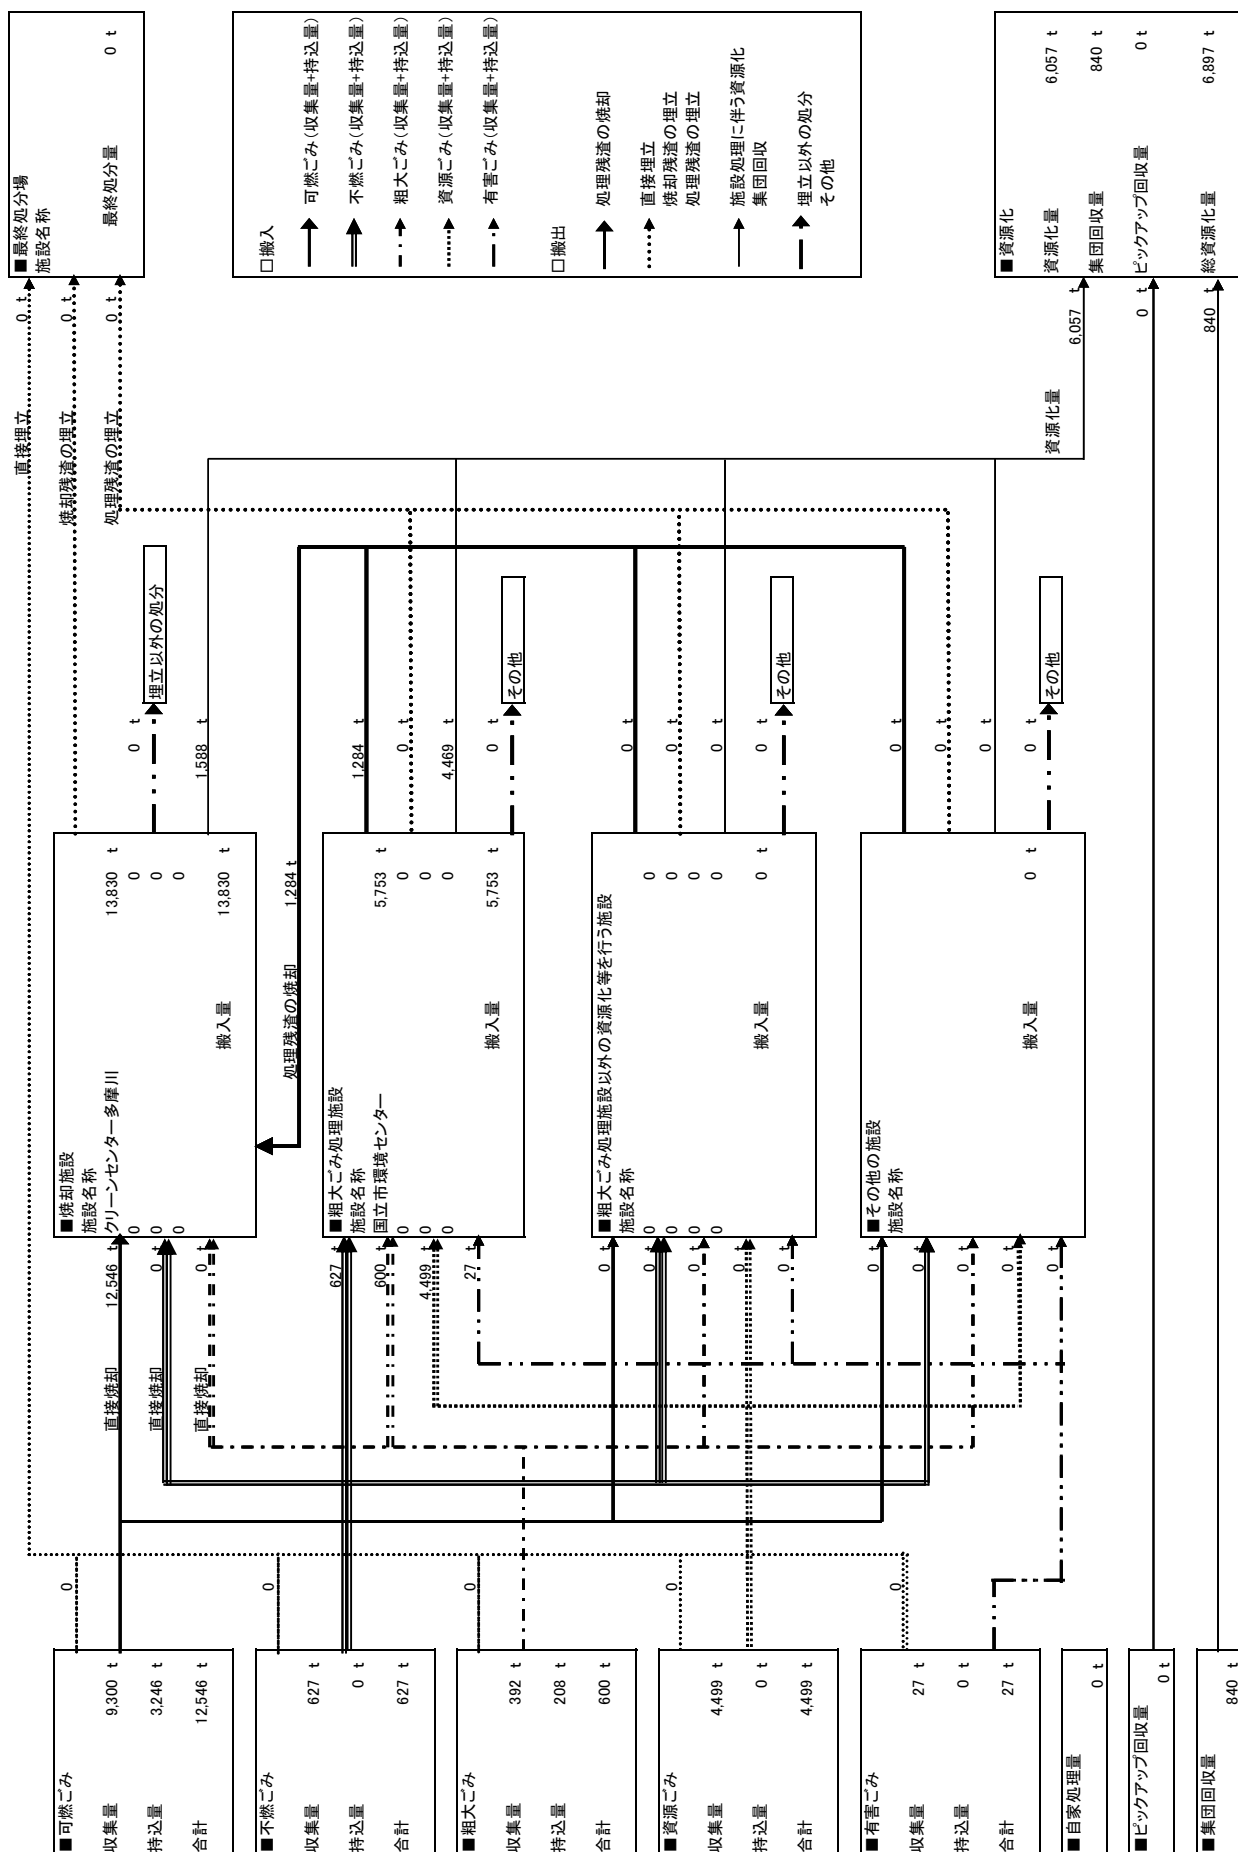 ■可燃ごみ
収集量 9,300 t
持込量 3,246 t
合計 12,546 t
■不燃ごみ
収集量 627 t
持込量 0 t
合計 627 t
■粗大ごみ
収集量 392 t
持込量 208 t
合計 600 t
■資源ごみ
収集量 4,499 t
持込量 0 t
合計 4,499 t
■有害ごみ
収集量 27 t
持込量 0 t
合計 27 t
■自家処理量
0 t
■ピックアップ回収量
0 t
■集団回収量
840 t
0
0
0
0
0
直接焼却 12,546 t
直接焼却 0 t
直接焼却 0 t
627 t
600 t
4,499 t
27 t
0 t
0 t
0 t
0 t
0 t
0 t
0 t
0 t
0 t
0 t
■焼却施設
施設名称
クリーンセンター多摩川 13,830 t
0 0
0 0
0 0
搬入量 13,830 t
処理残渣の焼却 1,284 t
■粗大ごみ処理施設
施設名称
国立市環境センター 5,753 t
0 0
0 0
0 0
搬入量 5,753 t
■粗大ごみ処理施設以外の資源化等を行う施設
施設名称
0 0
0 0
0 0
0 0
搬入量 0 t
■その他の施設
施設名称
搬入量 0 t
0 t
埋立以外の処分
1,588 t
1,284 t
0 t
4,469 t
0 t
その他
0 t
0 t
0 t
0 t
その他
0 t
0 t
0 t
0 t
その他
直接埋立 0 t
焼却残渣の埋立 0 t
処理残渣の埋立 0 t
資源化量 6,057 t
0 t
840 t
■最終処分場
施設名称
最終処分量 0 t
□搬入
可燃ごみ(収集量+持込量)
不燃ごみ(収集量+持込量)
粗大ごみ(収集量+持込量)
資源ごみ(収集量+持込量)
有害ごみ(収集量+持込量)
□搬出
処理残渣の焼却
直接埋立
焼却残渣の埋立
処理残渣の埋立
施設処理に伴う資源化
集団回収
埋立以外の処分
その他
■資源化
資源化量 6,057 t
集団回収量 840 t
ピックアップ回収量 0 t
総資源化量 6,897 t